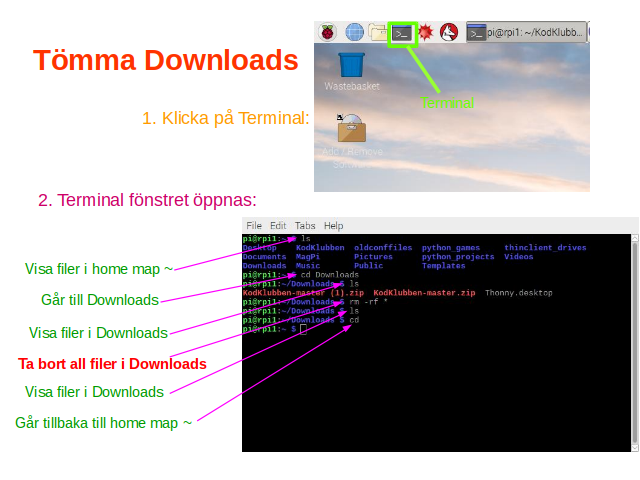 Tömma Downloads
pi@rpi1: ~/KodKlubb...
Wastebasket
Terminal
1. Klicka på Terminal:
Add / Remove
Software
2. Terminal fönstret öppnas:
File Edit Tabs Help
pi@rpi1:~ $ ls
Desktop KodKlubben oldconffiles python_games thinclient_drives
Documents MagPi Pictures python_projects Videos
Downloads Music Public Templates
pi@rpi1:~ $ cd Downloads
pi@rpi1:~/Downloads $ ls
KodKlubben-master (1).zip KodKlubben-master.zip Thonny.desktop
pi@rpi1:~/Downloads $ rm -rf *
pi@rpi1:~/Downloads $ ls
pi@rpi1:~/Downloads $ cd
pi@rpi1:~ $
Visa filer i home map ~
Går till Downloads
Visa filer i Downloads
Ta bort all filer i Downloads
Visa filer i Downloads
Går tillbaka till home map ~